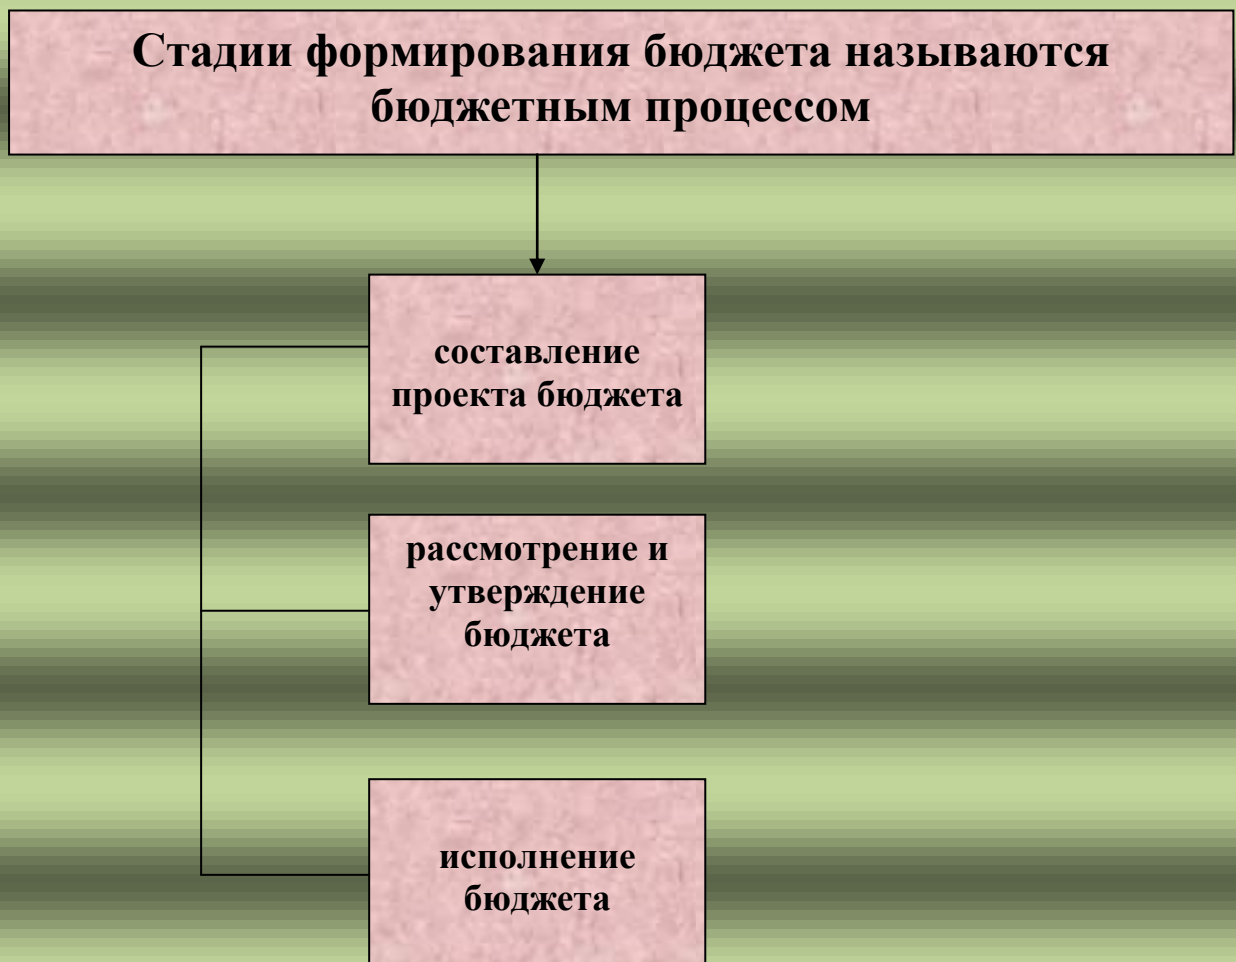 Стадии формирования бюджета называются
бюджетным процессом
составление
проекта бюджета
рассмотрение и
утверждение
бюджета
исполнение
бюджета